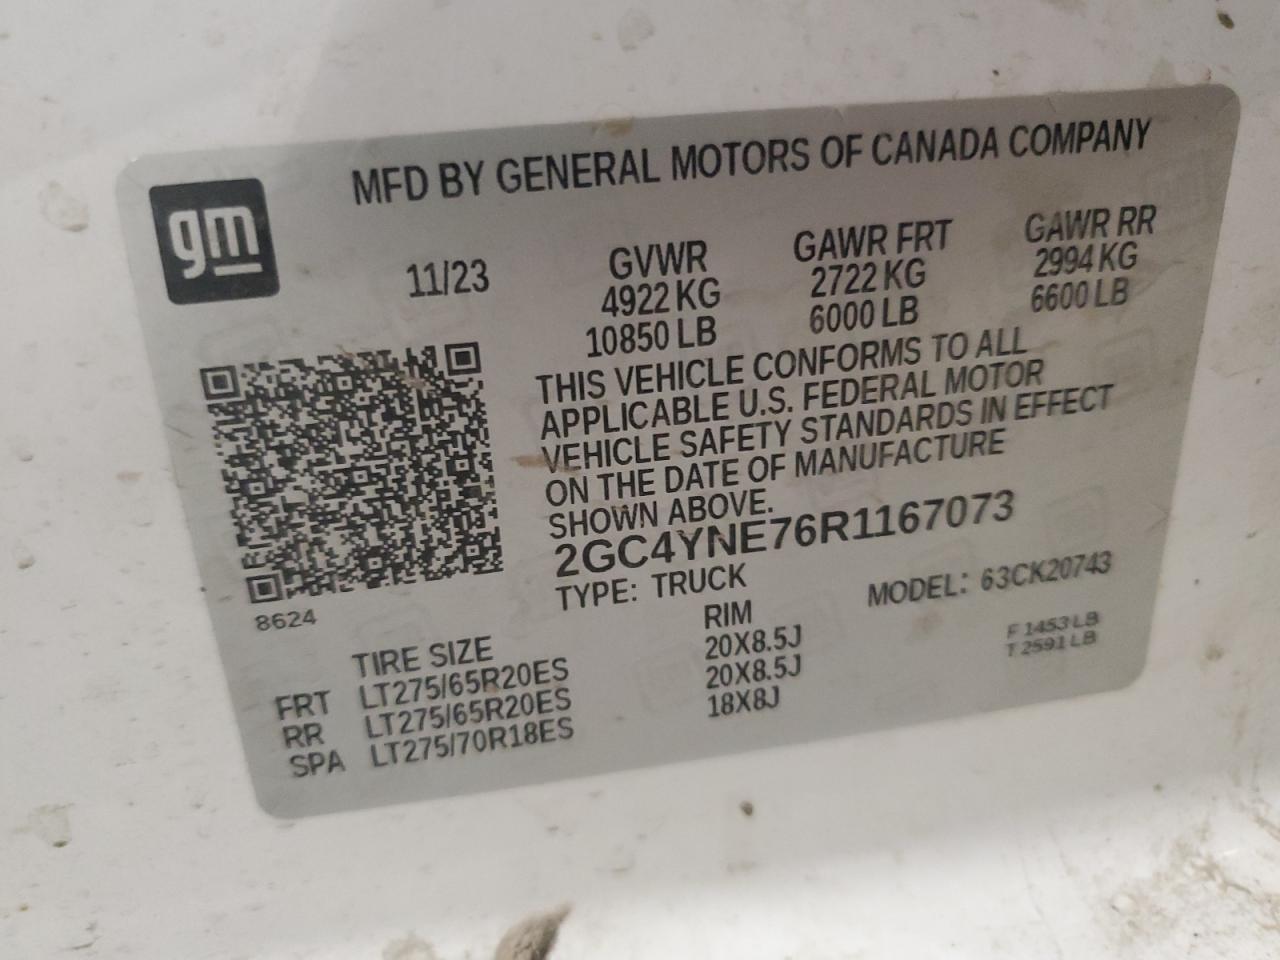 gm
MFD BY GENERAL MOTORS OF CANADA COMPANY
11/23 GVWR GAWR FRT GAWR RR
4922 KG 2722 KG 2994 KG
10850 LB 6000 LB 6600 LB
THIS VEHICLE CONFORMS TO ALL
APPLICABLE U.S. FEDERAL MOTOR
VEHICLE SAFETY STANDARDS IN EFFECT
ON THE DATE OF MANUFACTURE
SHOWN ABOVE.
2GC4YNE76R1167073
TYPE: TRUCK MODEL: 63CK20743
8624
TIRE SIZE RIM
FRT LT275/65R20ES 20X8.5J
RR LT275/65R20ES 20X8.5J
SPA LT275/70R18ES 18X8J
F 1453 LB
T 2591 LB